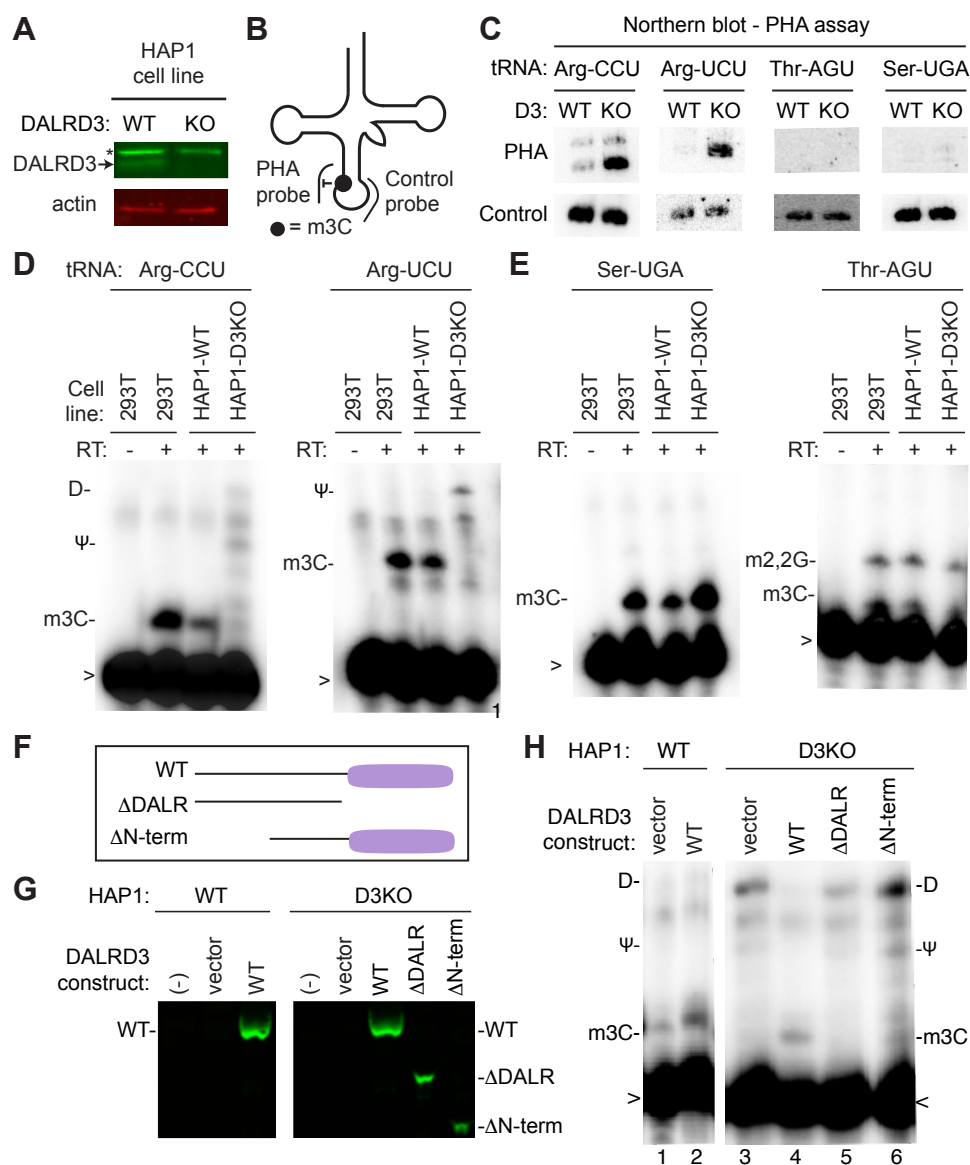 A
HAP1
cell line
DALRD3: WT KO
*
DALRD3
actin
B
PHA
probe
Control
probe
= m3C
C
Northern blot - PHA assay
tRNA: Arg-CCU Arg-UCU Thr-AGU Ser-UGA
D3: WT KO WT KO WT KO WT KO
PHA
Control
D
tRNA: Arg-CCU Arg-UCU
Cell
line:
293T 293T HAP1-WT HAP1-D3KO
293T 293T HAP1-WT HAP1-D3KO
RT: - + + +
RT: - + + +
D-
Ψ-
m3C-
>
Ψ-
m3C-
>
1
E
Ser-UGA Thr-AGU
Cell
line:
293T 293T HAP1-WT HAP1-D3KO
293T 293T HAP1-WT HAP1-D3KO
RT: - + + +
RT: - + + +
m3C-
>
m2,2G-
m3C-
>
F
WT
ΔDALR
ΔN-term
G
HAP1: WT D3KO
DALRD3
construct:
(-) vector WT (-) vector WT ΔDALR ΔN-term
WT- -WT
-ΔDALR
-ΔN-term
H
HAP1: WT D3KO
DALRD3
construct:
vector WT vector WT ΔDALR ΔN-term
D- -D
Ψ- -Ψ
m3C- -m3C
> <
1 2 3 4 5 6